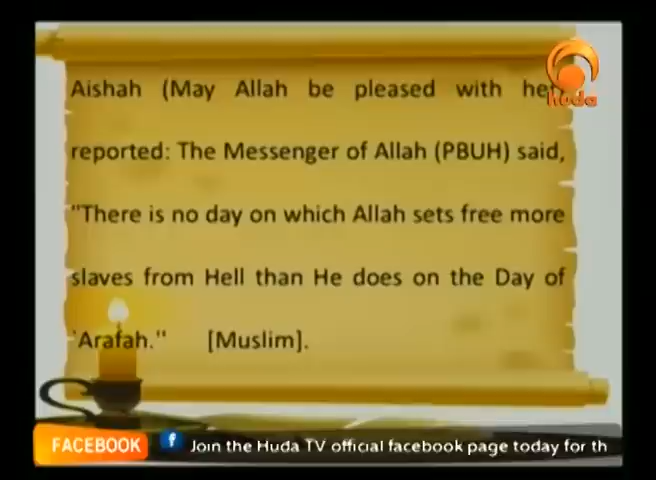 Aishah (May Allah be pleased with her)
reported: The Messenger of Allah (PBUH) said,
"There is no day on which Allah sets free more
slaves from Hell than He does on the Day of
'Arafah." [Muslim].
huda
FACEBOOK f Join the Huda TV official facebook page today for th